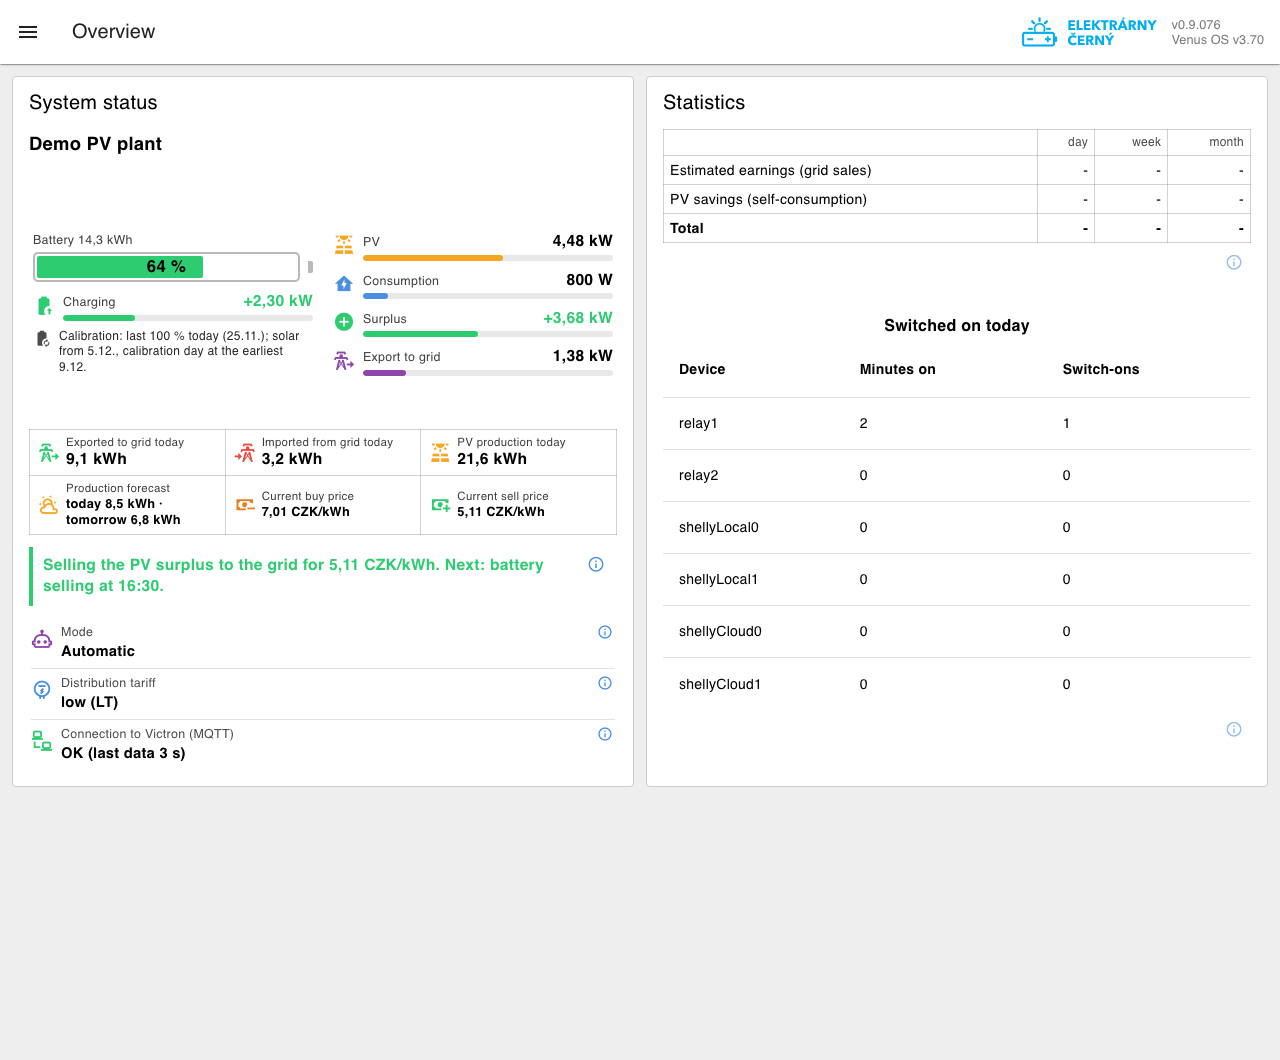 Overview
ELEKTRÁRNY
ČERNÝ
v0.9.076
Venus OS v3.70
System status
Demo PV plant
Battery 14,3 kWh
64 %
Charging +2,30 kW
Calibration: last 100 % today (25.11.); solar
from 5.12., calibration day at the earliest
9.12.
PV 4,48 kW
Consumption 800 W
Surplus +3,68 kW
Export to grid 1,38 kW
Exported to grid today
9,1 kWh
Imported from grid today
3,2 kWh
PV production today
21,6 kWh
Production forecast
today 8,5 kWh ·
tomorrow 6,8 kWh
Current buy price
7,01 CZK/kWh
Current sell price
5,11 CZK/kWh
Selling the PV surplus to the grid for 5,11 CZK/kWh. Next: battery
selling at 16:30.
Mode
Automatic
Distribution tariff
low (LT)
Connection to Victron (MQTT)
OK (last data 3 s)
Statistics
day week month
Estimated earnings (grid sales) - - -
PV savings (self-consumption) - - -
Total - - -
Switched on today
Device Minutes on Switch-ons
relay1 2 1
relay2 0 0
shellyLocal0 0 0
shellyLocal1 0 0
shellyCloud0 0 0
shellyCloud1 0 0